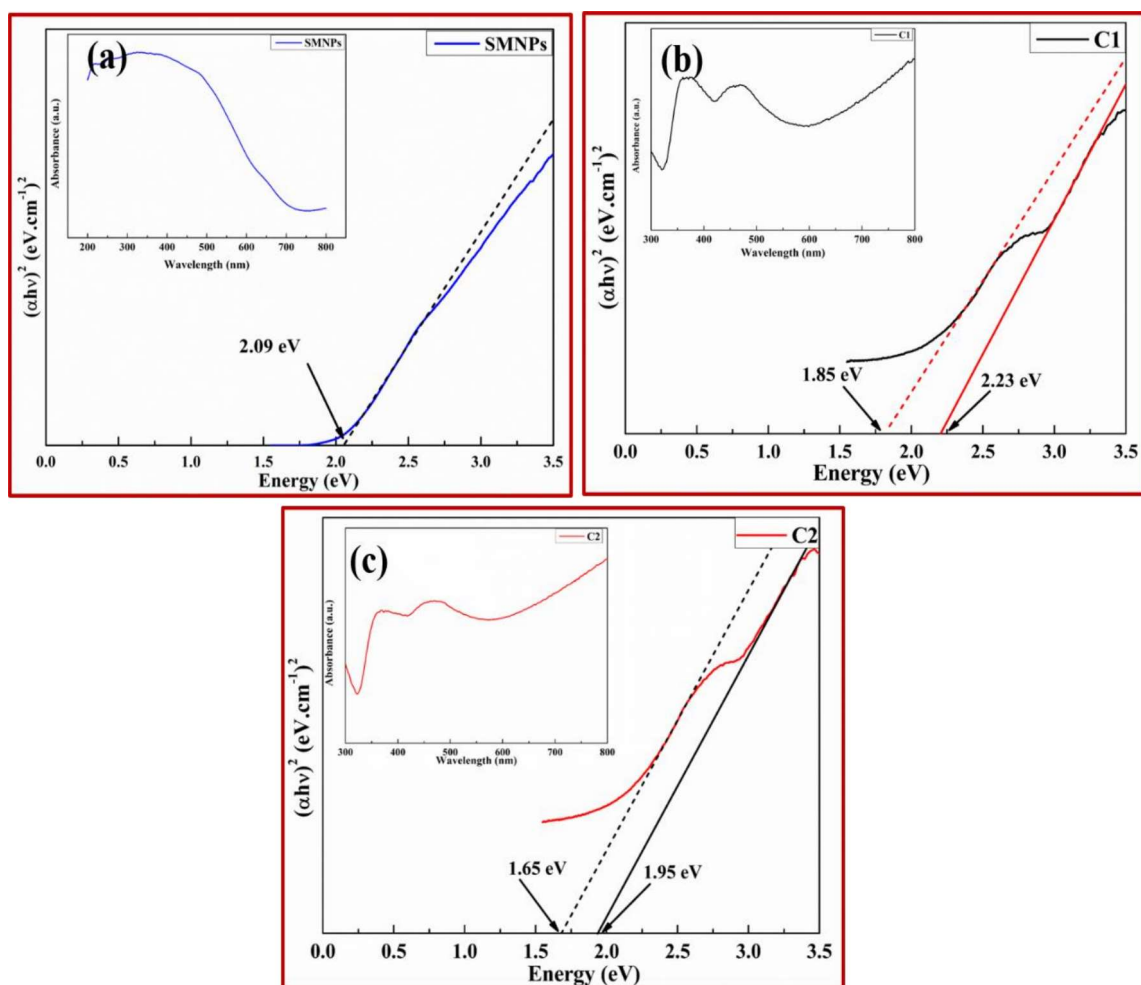 (a)
SMNPs
SMNPs
Absorbance (a.u.)
200 300 400 500 600 700 800
Wavelength (nm)
(αhν)² (eV.cm⁻¹)²
2.09 eV
0.0 0.5 1.0 1.5 2.0 2.5 3.0 3.5
Energy (eV)
(b)
C1
C1
Absorbance (a.u.)
300 400 500 600 700 800
Wavelength (nm)
(αhν)² (eV.cm⁻¹)²
1.85 eV
2.23 eV
0.0 0.5 1.0 1.5 2.0 2.5 3.0 3.5
Energy (eV)
(c)
C2
C2
Absorbance (a.u.)
300 400 500 600 700 800
Wavelength (nm)
(αhν)² (eV.cm⁻¹)²
1.65 eV
1.95 eV
0.0 0.5 1.0 1.5 2.0 2.5 3.0 3.5
Energy (eV)